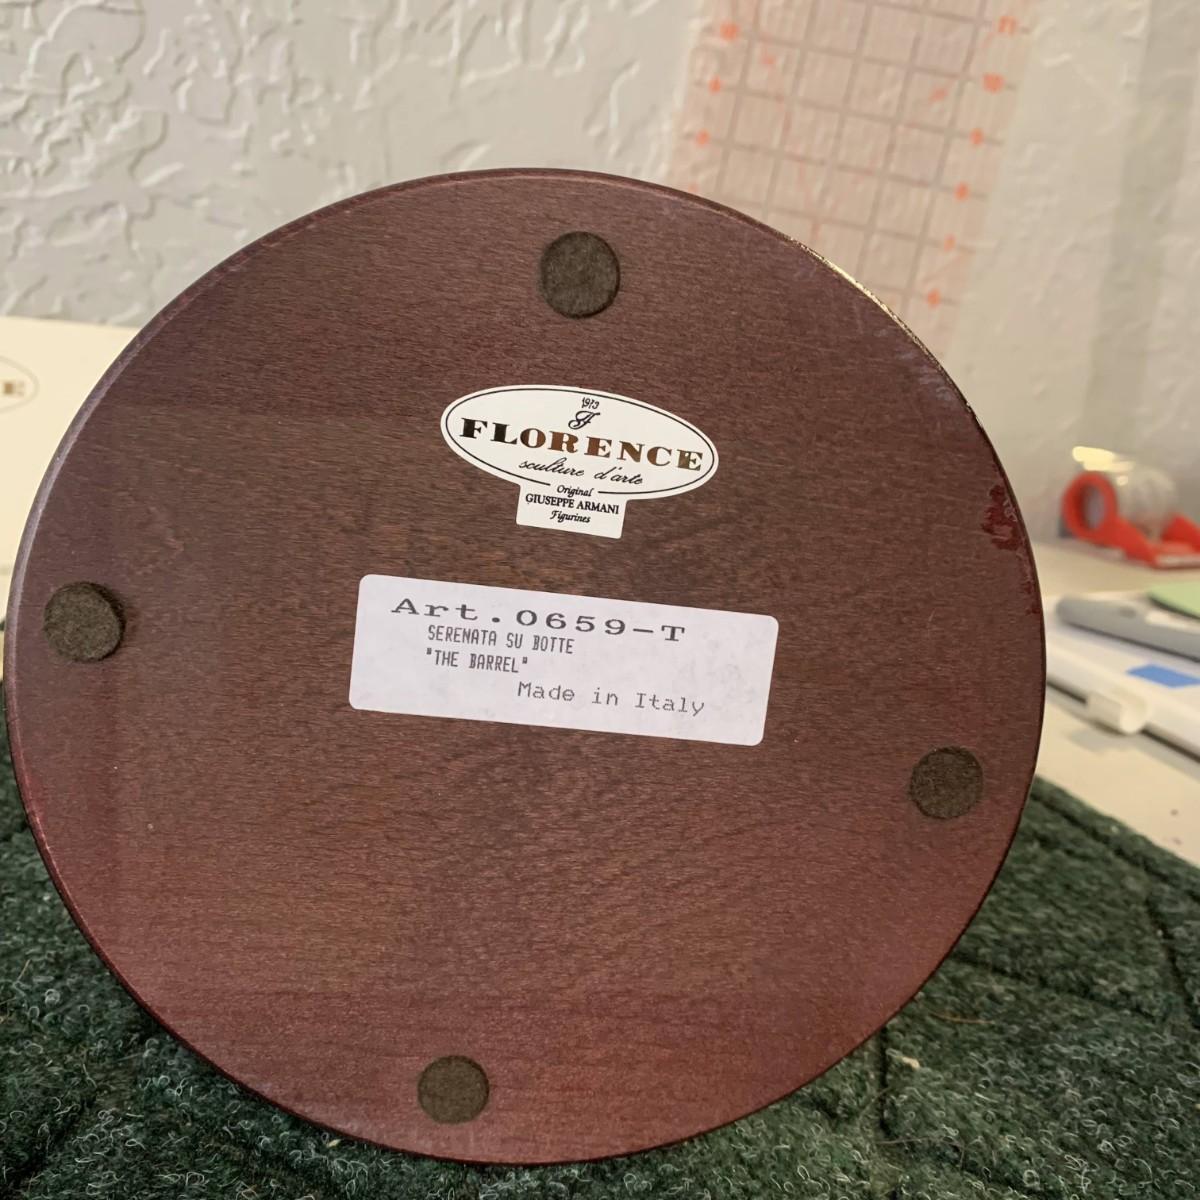 1973
FLORENCE
sculture d'arte
Original
GIUSEPPE ARMANI
Figurines
Art.0659-T
SERENATA SU BOTTE
"THE BARREL"
Made in Italy